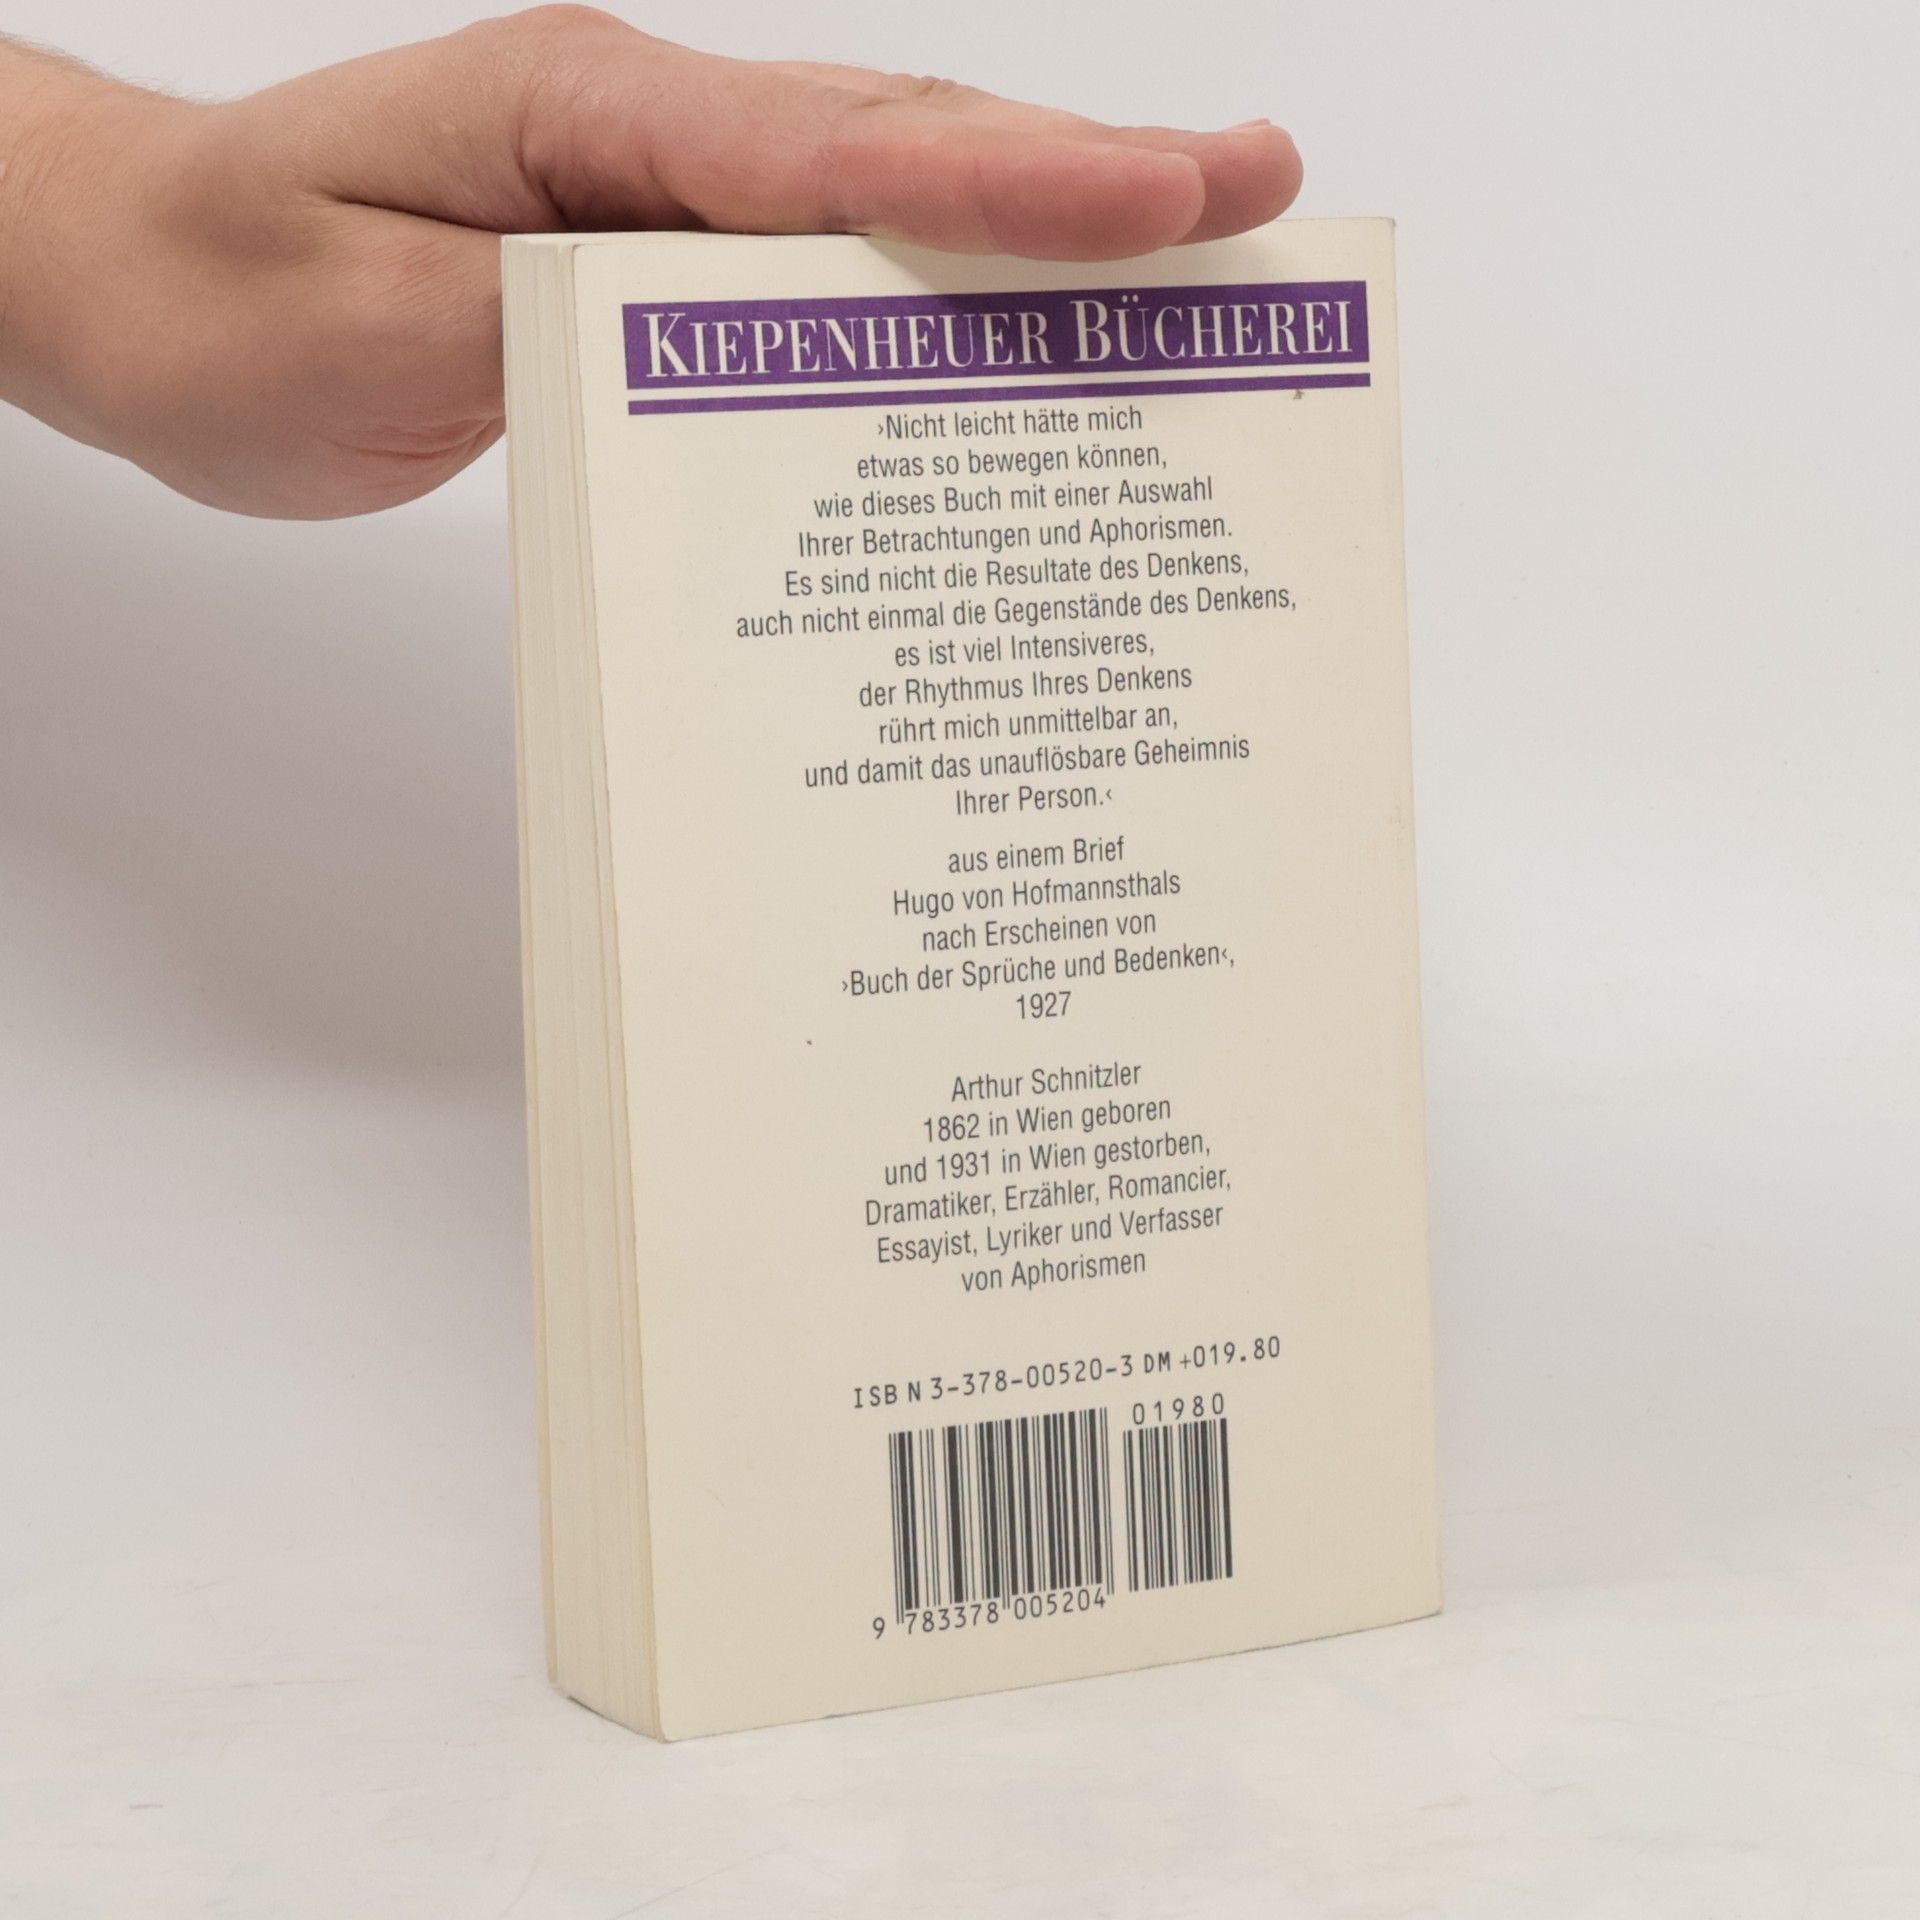 KIEPENHEUER BÜCHEREI
›Nicht leicht hätte mich
etwas so bewegen können,
wie dieses Buch mit einer Auswahl
Ihrer Betrachtungen und Aphorismen.
Es sind nicht die Resultate des Denkens,
auch nicht einmal die Gegenstände des Denkens,
es ist viel Intensiveres,
der Rhythmus Ihres Denkens
rührt mich unmittelbar an,
und damit das unauflösbare Geheimnis
Ihrer Person.‹
aus einem Brief
Hugo von Hofmannsthals
nach Erscheinen von
›Buch der Sprüche und Bedenken‹,
1927
Arthur Schnitzler
1862 in Wien geboren
und 1931 in Wien gestorben,
Dramatiker, Erzähler, Romancier,
Essayist, Lyriker und Verfasser
von Aphorismen
ISBN 3-378-00520-3 DM +019.80
01980
9 783378 005204